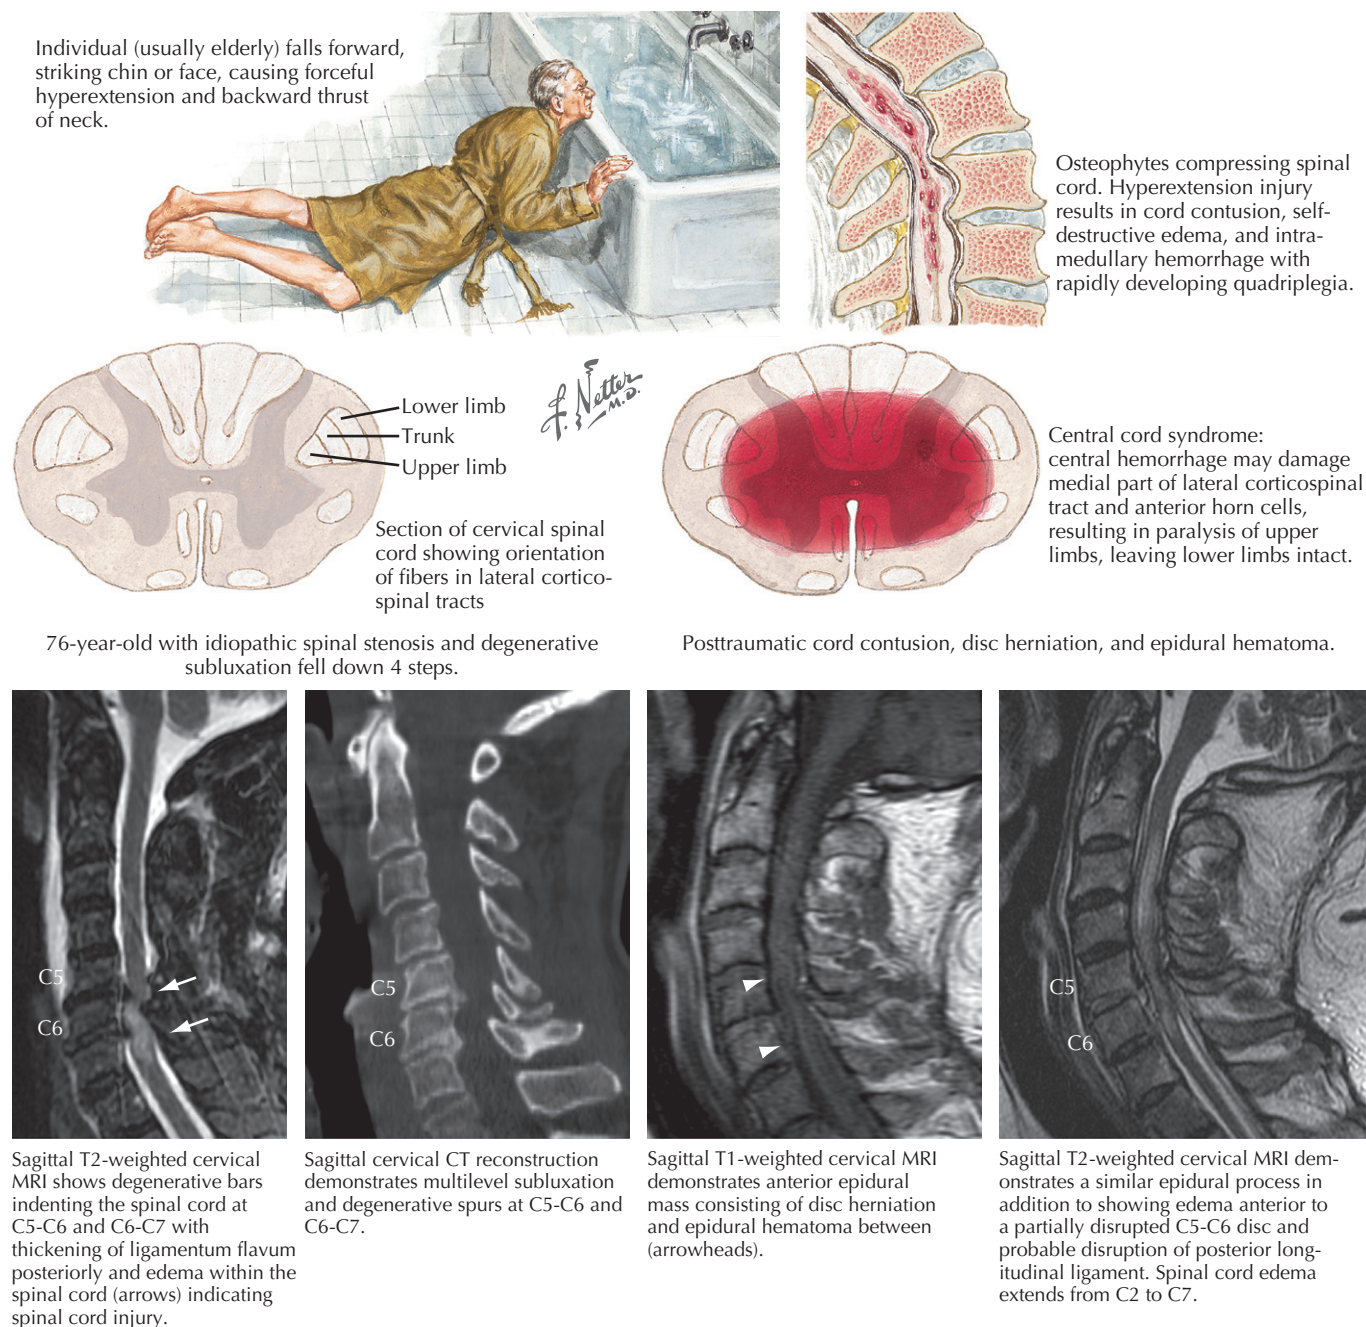 Individual (usually elderly) falls forward,
striking chin or face, causing forceful
hyperextension and backward thrust
of neck.
Osteophytes compressing spinal
cord. Hyperextension injury
results in cord contusion, self-
destructive edema, and intra-
medullary hemorrhage with
rapidly developing quadriplegia.
Lower limb
Trunk
Upper limb
Section of cervical spinal
cord showing orientation
of fibers in lateral cortico-
spinal tracts
F. Netter
M.D.
Central cord syndrome:
central hemorrhage may damage
medial part of lateral corticospinal
tract and anterior horn cells,
resulting in paralysis of upper
limbs, leaving lower limbs intact.
76-year-old with idiopathic spinal stenosis and degenerative
subluxation fell down 4 steps.
Posttraumatic cord contusion, disc herniation, and epidural hematoma.
C5
C6
C5
C6
C5
C6
Sagittal T2-weighted cervical
MRI shows degenerative bars
indenting the spinal cord at
C5-C6 and C6-C7 with
thickening of ligamentum flavum
posteriorly and edema within the
spinal cord (arrows) indicating
spinal cord injury.
Sagittal cervical CT reconstruction
demonstrates multilevel subluxation
and degenerative spurs at C5-C6 and
C6-C7.
Sagittal T1-weighted cervical MRI
demonstrates anterior epidural
mass consisting of disc herniation
and epidural hematoma between
(arrowheads).
Sagittal T2-weighted cervical MRI dem-
onstrates a similar epidural process in
addition to showing edema anterior to
a partially disrupted C5-C6 disc and
probable disruption of posterior long-
itudinal ligament. Spinal cord edema
extends from C2 to C7.